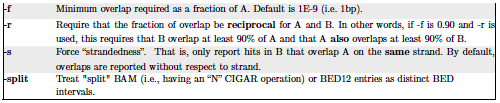 -f Minimum overlap required as a fraction of A. Default is 1E-9 (i.e. 1bp).
-r Require that the fraction of overlap be reciprocal for A and B. In other words, if -f is 0.90 and -r is
used, this requires that B overlap at least 90% of A and that A also overlaps at least 90% of B.
-s Force “strandedness”. That is, only report hits in B that overlap A on the same strand. By default,
overlaps are reported without respect to strand.
-split Treat "split" BAM (i.e., having an “N” CIGAR operation) or BED12 entries as distinct BED
intervals.